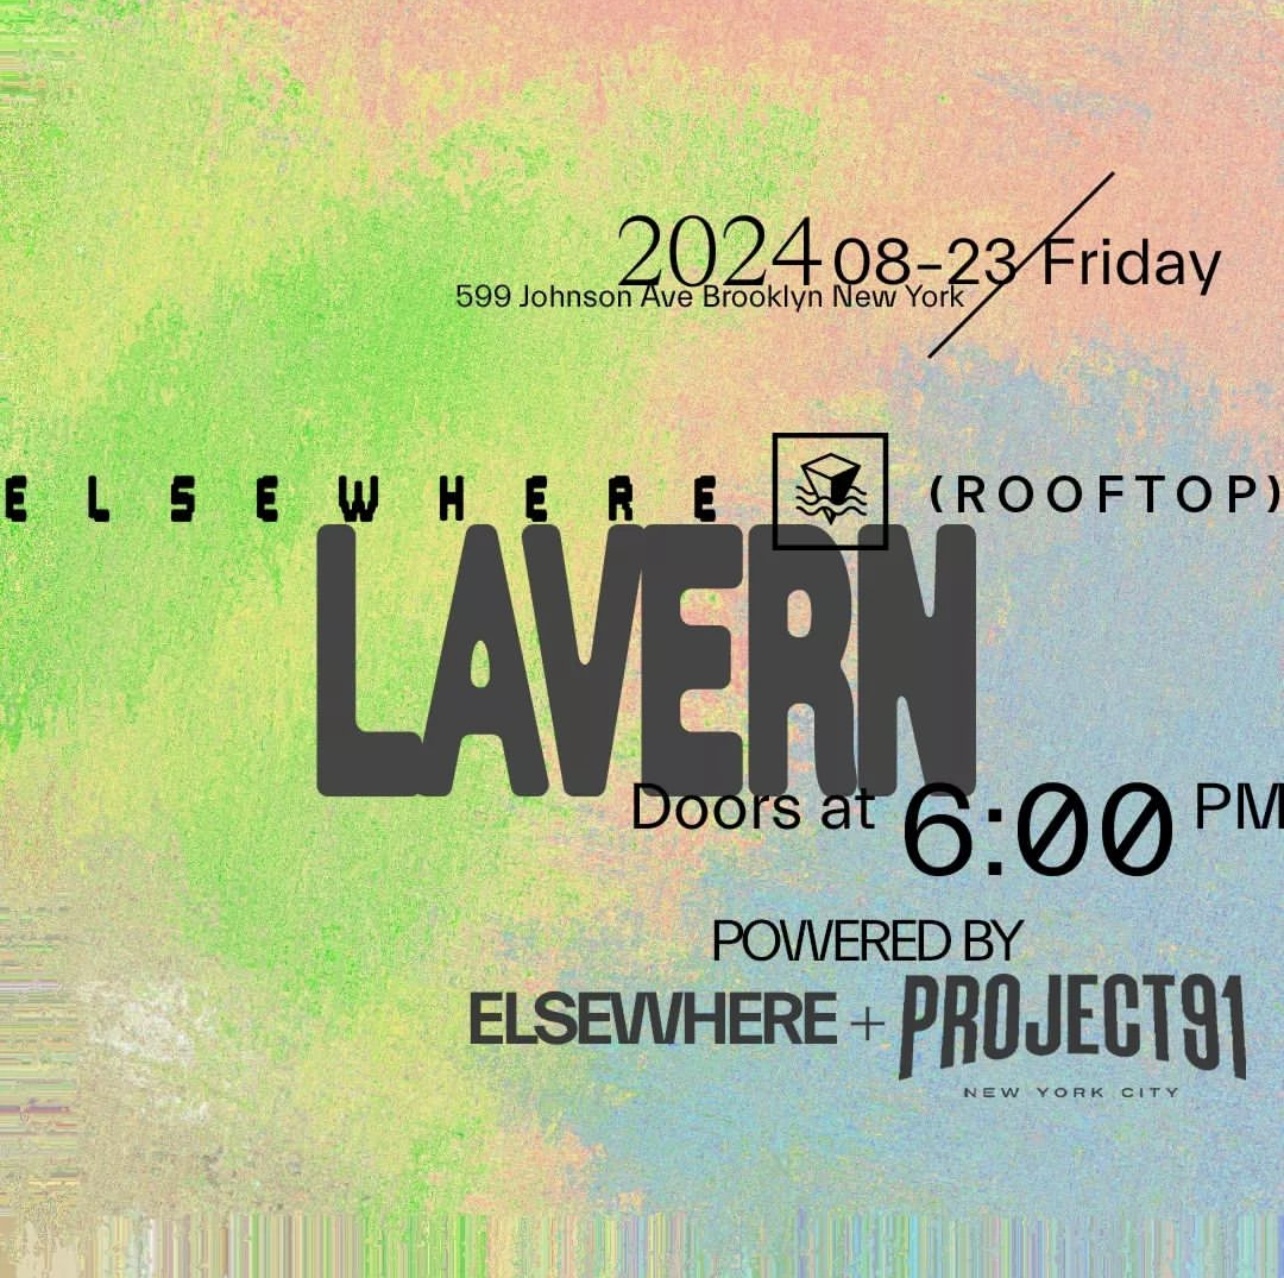 2024 08-23 / Friday
599 Johnson Ave Brooklyn New York
ELSEWHERE (ROOFTOP)
LAVERN
Doors at 6:00 PM
POWERED BY
ELSEWHERE + PROJECT91
NEW YORK CITY